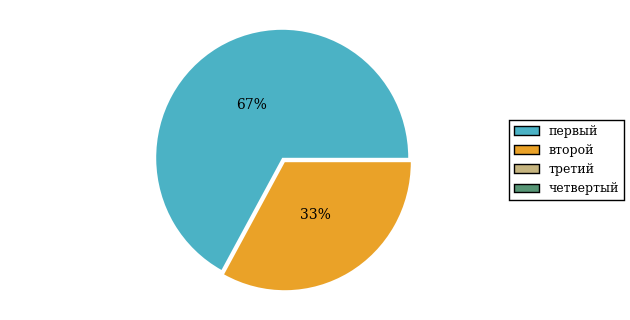 67%
33%
первый
второй
третий
четвертый